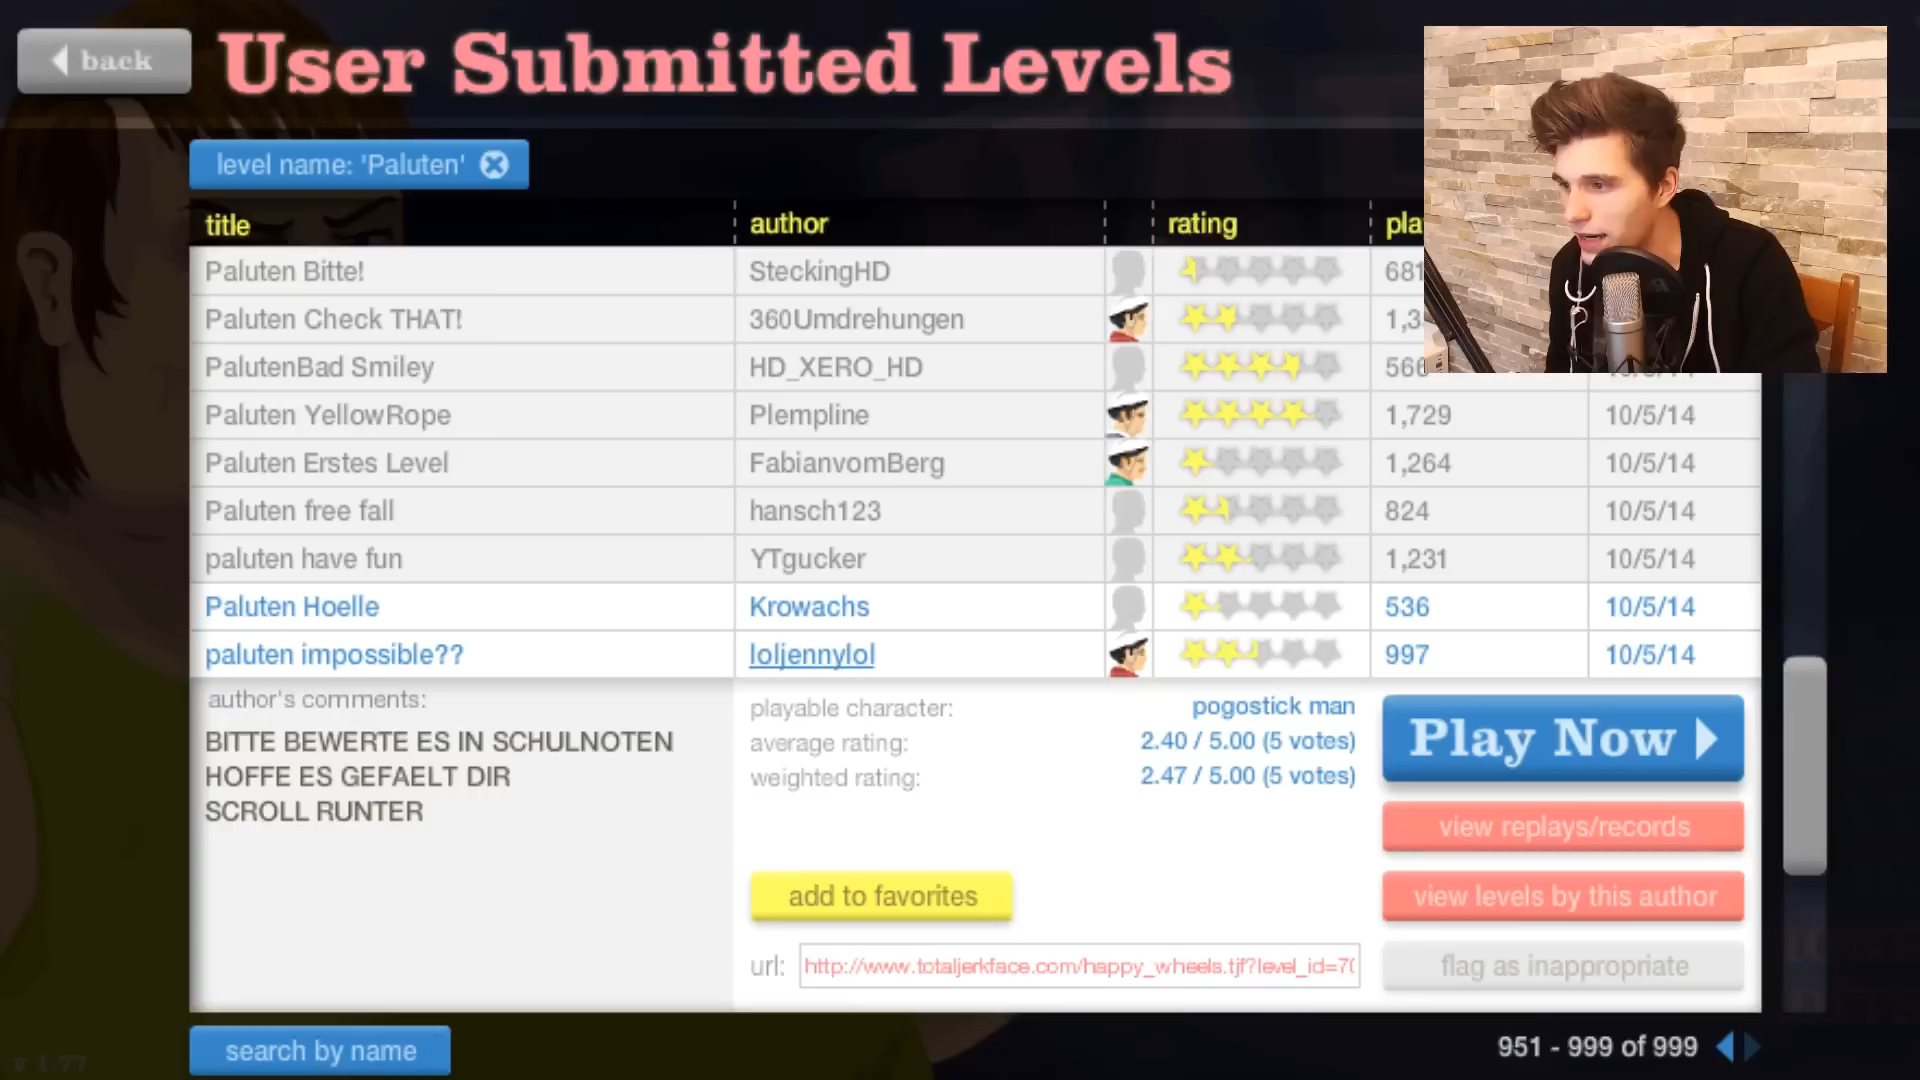 back
User Submitted Levels
level name: 'Paluten'
title author rating pla
Paluten Bitte! SteckingHD 681
Paluten Check THAT! 360Umdrehungen 1,3
PalutenBad Smiley HD_XERO_HD 566
Paluten YellowRope Plempline 1,729 10/5/14
Paluten Erstes Level FabianvomBerg 1,264 10/5/14
Paluten free fall hansch123 824 10/5/14
paluten have fun YTgucker 1,231 10/5/14
Paluten Hoelle Krowachs 536 10/5/14
paluten impossible?? loljennylol 997 10/5/14
author's comments:
BITTE BEWERTE ES IN SCHULNOTEN
HOFFE ES GEFAELT DIR
SCROLL RUNTER
playable character: pogostick man
average rating: 2.40 / 5.00 (5 votes)
weighted rating: 2.47 / 5.00 (5 votes)
add to favorites
url: http://www.totaljerkface.com/happy_wheels.tjf?level_id=7(
Play Now
view replays/records
view levels by this author
flag as inappropriate
search by name
951 - 999 of 999
v 1.77